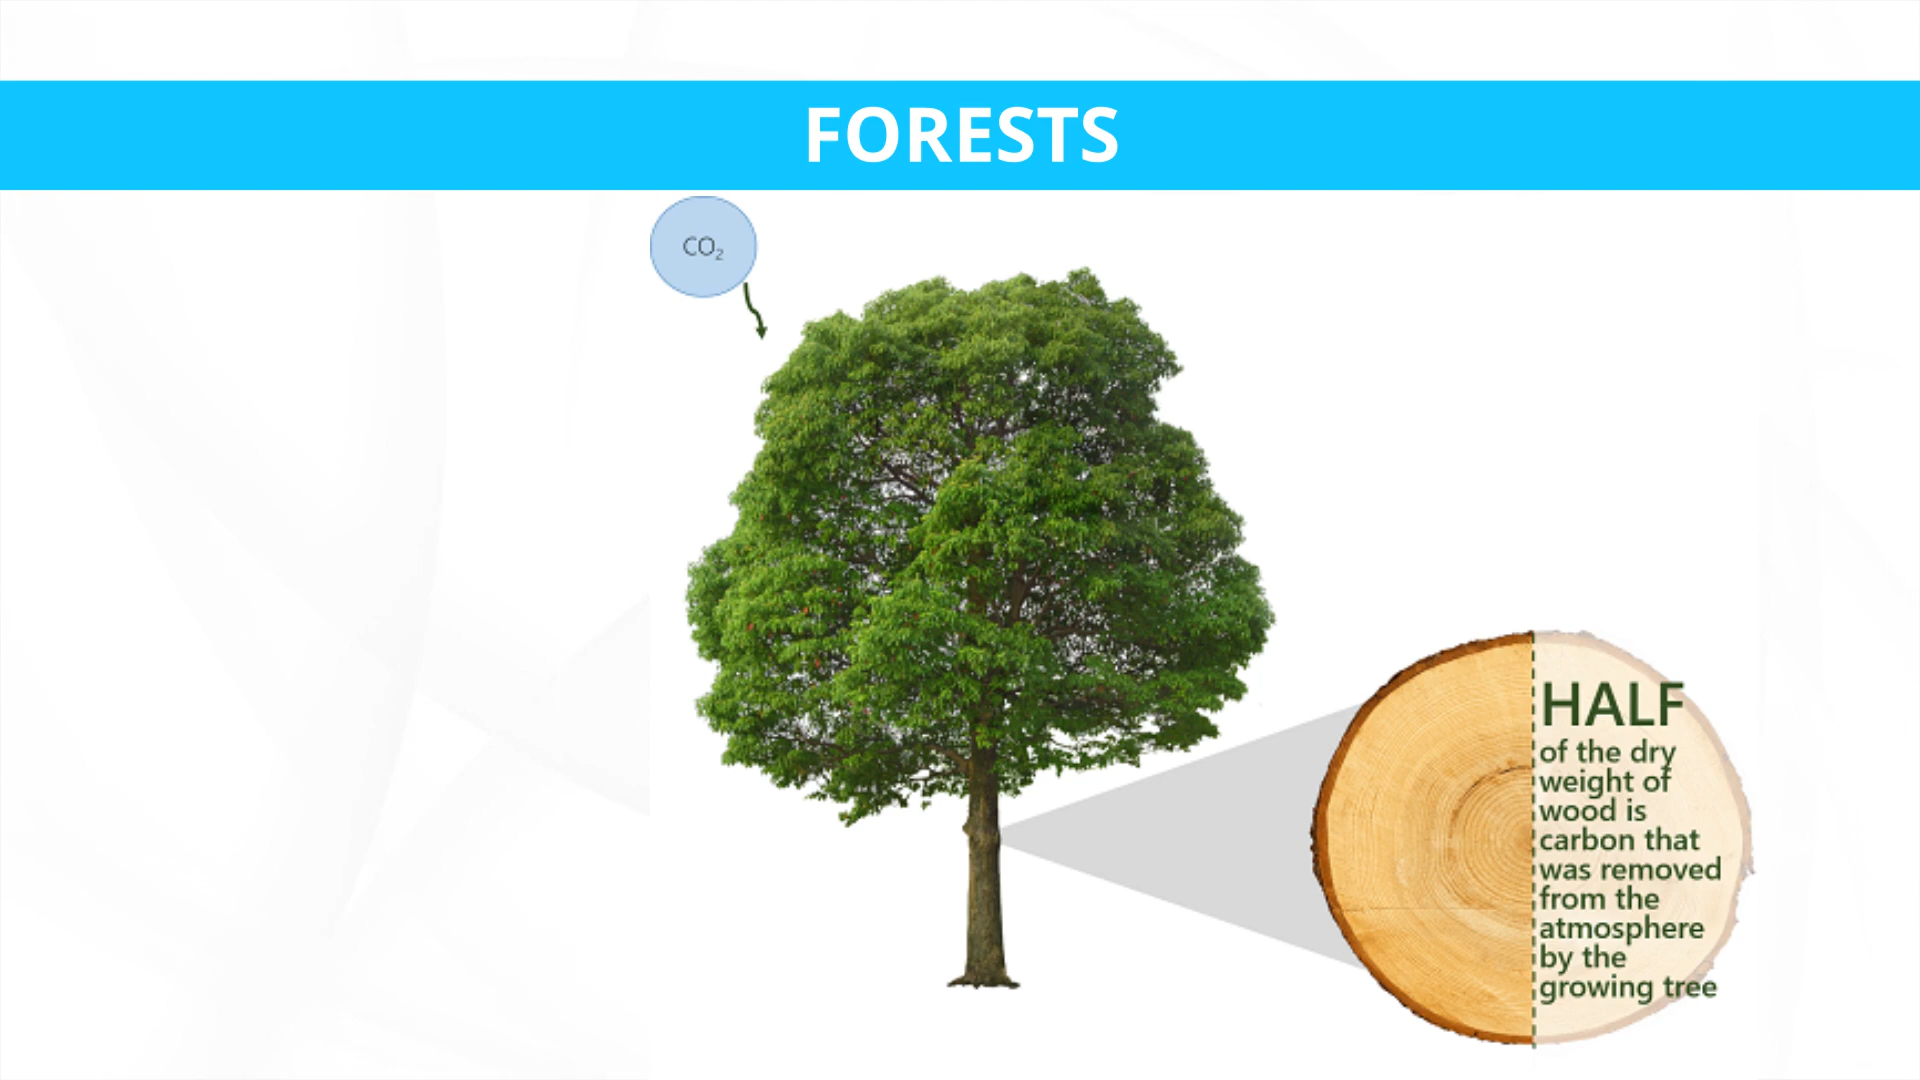 FORESTS
CO₂
HALF
of the dry
weight of
wood is
carbon that
was removed
from the
atmosphere
by the
growing tree